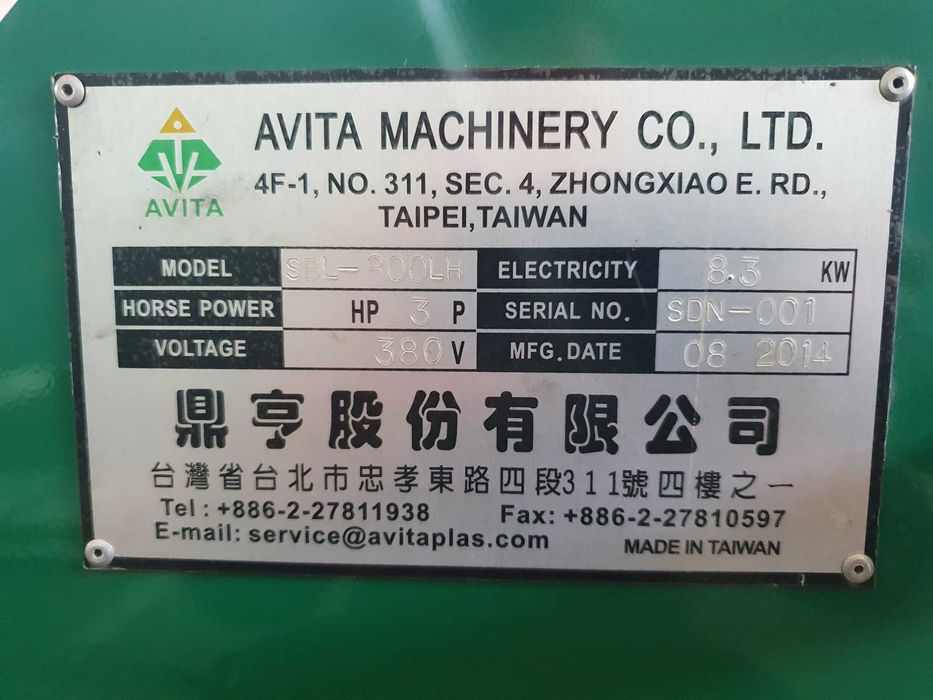 AVITA
AVITA MACHINERY CO., LTD.
4F-1, NO. 311, SEC. 4, ZHONGXIAO E. RD.,
TAIPEI,TAIWAN
MODEL ELECTRICITY 8.3 KW
HORSE POWER HP 3 P SERIAL NO. SDN-001
VOLTAGE 380 V MFG.DATE 08 2014
鼎亨股份有限公司
台灣省台北市忠孝東路四段311號四樓之一
Tel : +886-2-27811938 Fax: +886-2-27810597
E-mail: service@avitaplas.com MADE IN TAIWAN